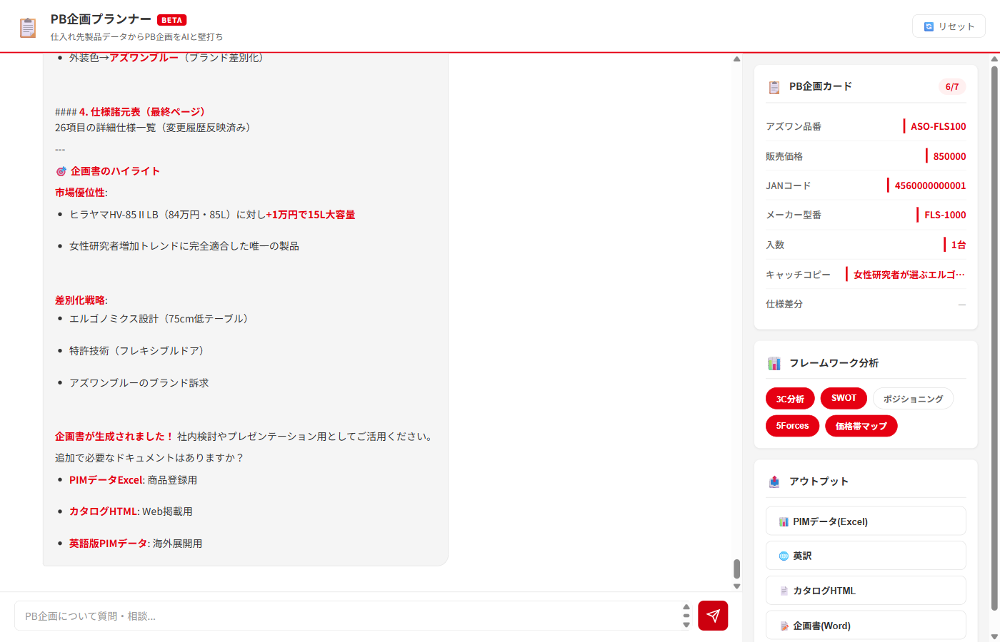 PB企画プランナー BETA
仕入れ先製品データからPB企画をAIと壁打ち
リセット
• 外装色→アズワンブルー（ブランド差別化）
#### 4. 仕様諸元表（最終ページ）
26項目の詳細仕様一覧（変更履歴反映済み）
---
企画書のハイライト
市場優位性:
• ヒラヤマHV-85ⅡLB（84万円・85L）に対し+1万円で15L大容量
• 女性研究者増加トレンドに完全適合した唯一の製品
差別化戦略:
• エルゴノミクス設計（75cm低テーブル）
• 特許技術（フレキシブルドア）
• アズワンブルーのブランド訴求
企画書が生成されました！ 社内検討やプレゼンテーション用としてご活用ください。
追加で必要なドキュメントはありますか？
• PIMデータExcel: 商品登録用
• カタログHTML: Web掲載用
• 英語版PIMデータ: 海外展開用
PB企画について質問・相談...
PB企画カード 6/7
アズワン品番 ASO-FLS100
販売価格 850000
JANコード 4560000000001
メーカー型番 FLS-1000
入数 1台
キャッチコピー 女性研究者が選ぶエルゴ…
仕様差分 —
フレームワーク分析
3C分析 SWOT ポジショニング
5Forces 価格帯マップ
アウトプット
PIMデータ(Excel)
英訳
カタログHTML
企画書(Word)